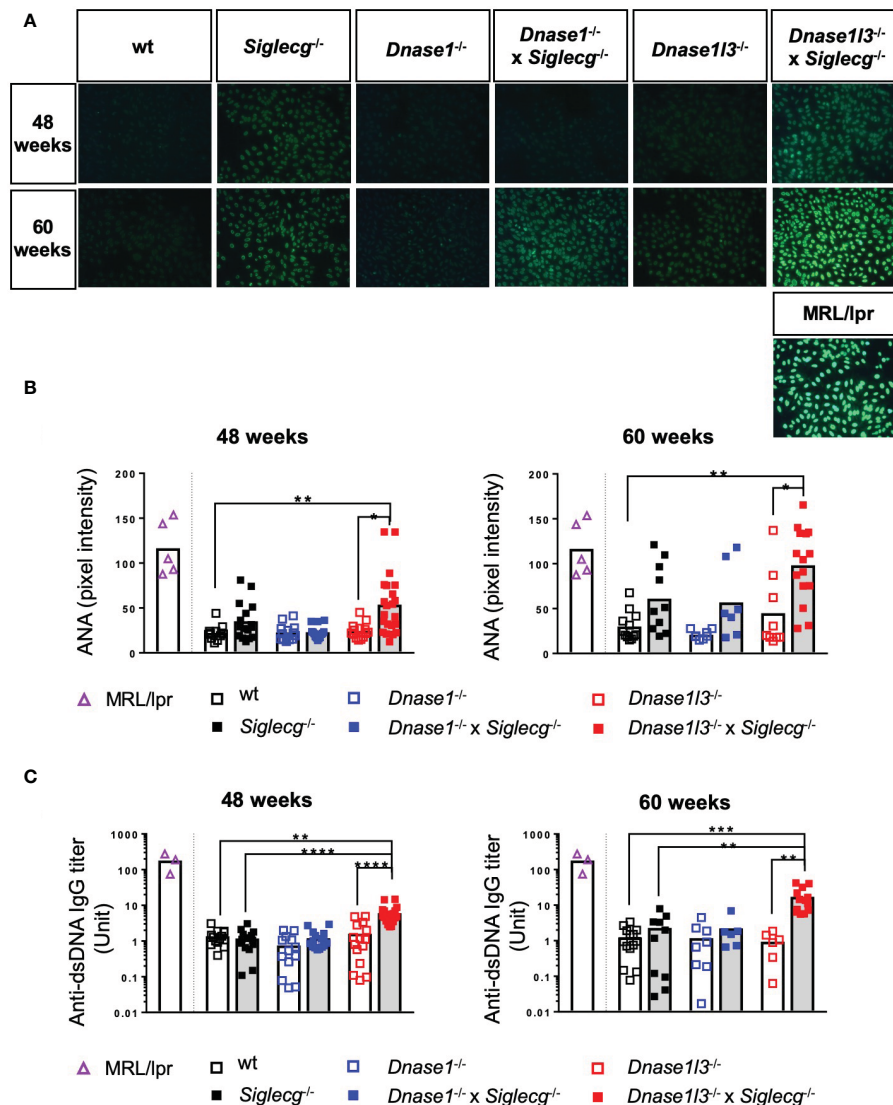 A
wt
Siglecg-/-
Dnase1-/-
Dnase1-/-
x Siglecg-/-
Dnase1l3-/-
Dnase1l3-/-
x Siglecg-/-
48
weeks
60
weeks
MRL/lpr
B
48 weeks
60 weeks
ANA (pixel intensity)
200
150
100
50
0
**
*
ANA (pixel intensity)
200
150
100
50
0
**
*
MRL/lpr
wt
Dnase1-/-
Dnase1l3-/-
Siglecg-/-
Dnase1-/- x Siglecg-/-
Dnase1l3-/- x Siglecg-/-
C
48 weeks
60 weeks
Anti-dsDNA IgG titer
(Unit)
1000
100
10
1
0.1
0.01
**
****
****
Anti-dsDNA IgG titer
(Unit)
1000
100
10
1
0.1
0.01
***
**
**
MRL/lpr
wt
Dnase1-/-
Dnase1l3-/-
Siglecg-/-
Dnase1-/- x Siglecg-/-
Dnase1l3-/- x Siglecg-/-